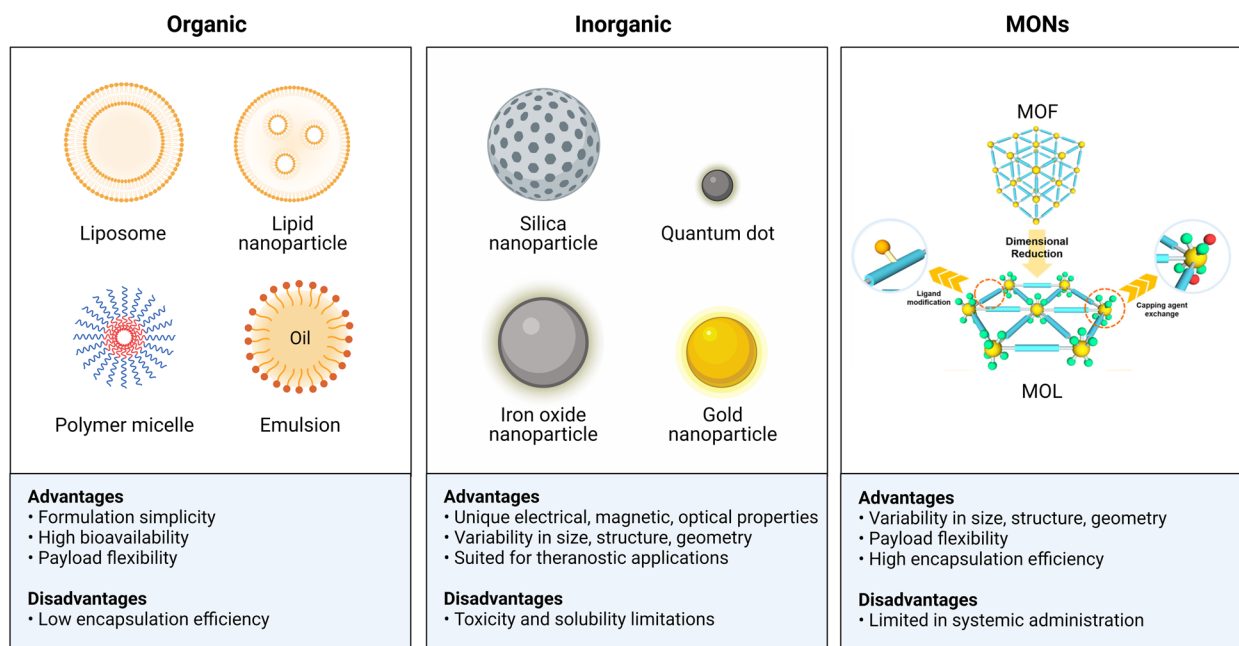 Organic
Liposome
Lipid
nanoparticle
Polymer micelle
Oil
Emulsion
Advantages
• Formulation simplicity
• High bioavailability
• Payload flexibility
Disadvantages
• Low encapsulation efficiency
Inorganic
Silica
nanoparticle
Quantum dot
Iron oxide
nanoparticle
Gold
nanoparticle
Advantages
• Unique electrical, magnetic, optical properties
• Variability in size, structure, geometry
• Suited for theranostic applications
Disadvantages
• Toxicity and solubility limitations
MONs
MOF
Dimensional
Reduction
Ligand
modification
Capping agent
exchange
MOL
Advantages
• Variability in size, structure, geometry
• Payload flexibility
• High encapsulation efficiency
Disadvantages
• Limited in systemic administration